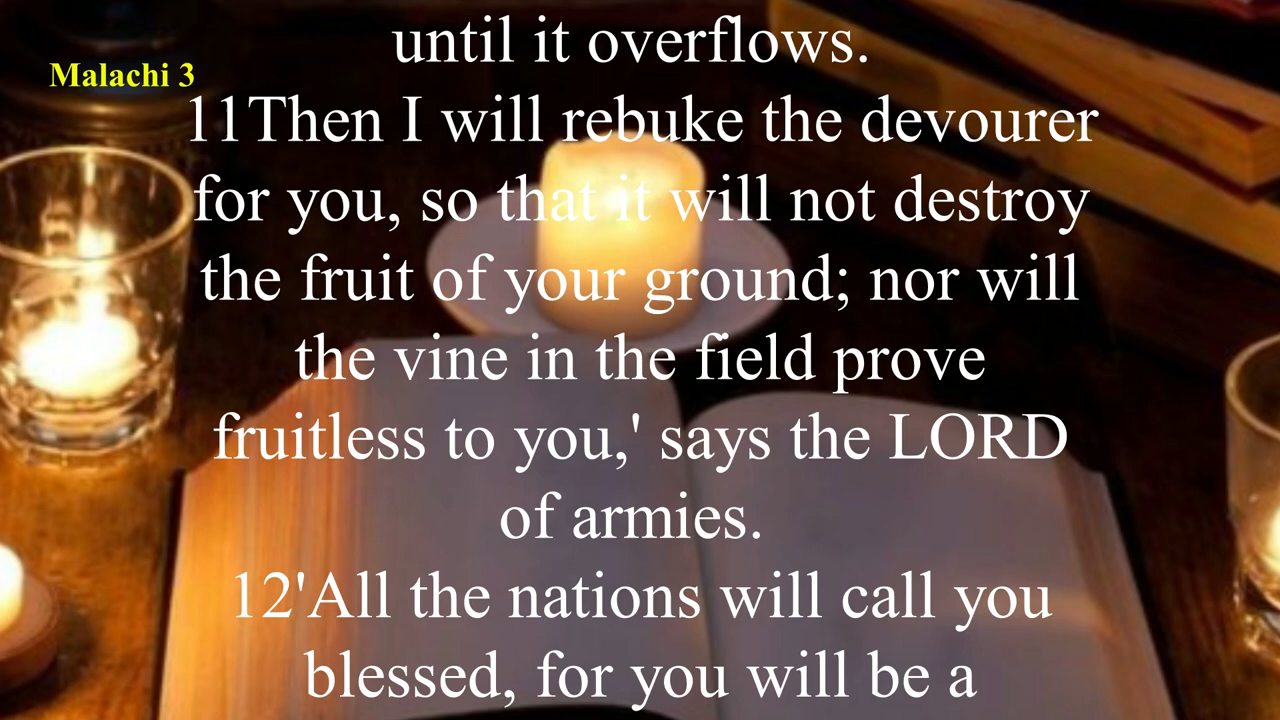 until it overflows.
Malachi 3
11Then I will rebuke the devourer
for you, so that it will not destroy
the fruit of your ground; nor will
the vine in the field prove
fruitless to you,' says the LORD
of armies.
12'All the nations will call you
blessed, for you will be a